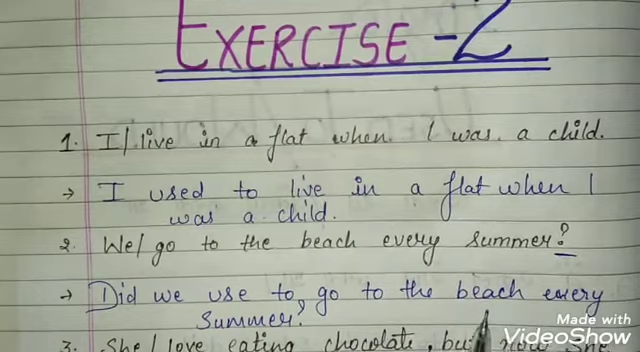 EXERCISE - 2
1. I/live in a flat when I was a child.
→ I used to live in a flat when I
was a child.
2. We/ go to the beach every summer?
→ Did we use to go to the beach every
summer?
3. She/love eating chocolate, but now she
Made with
VideoShow